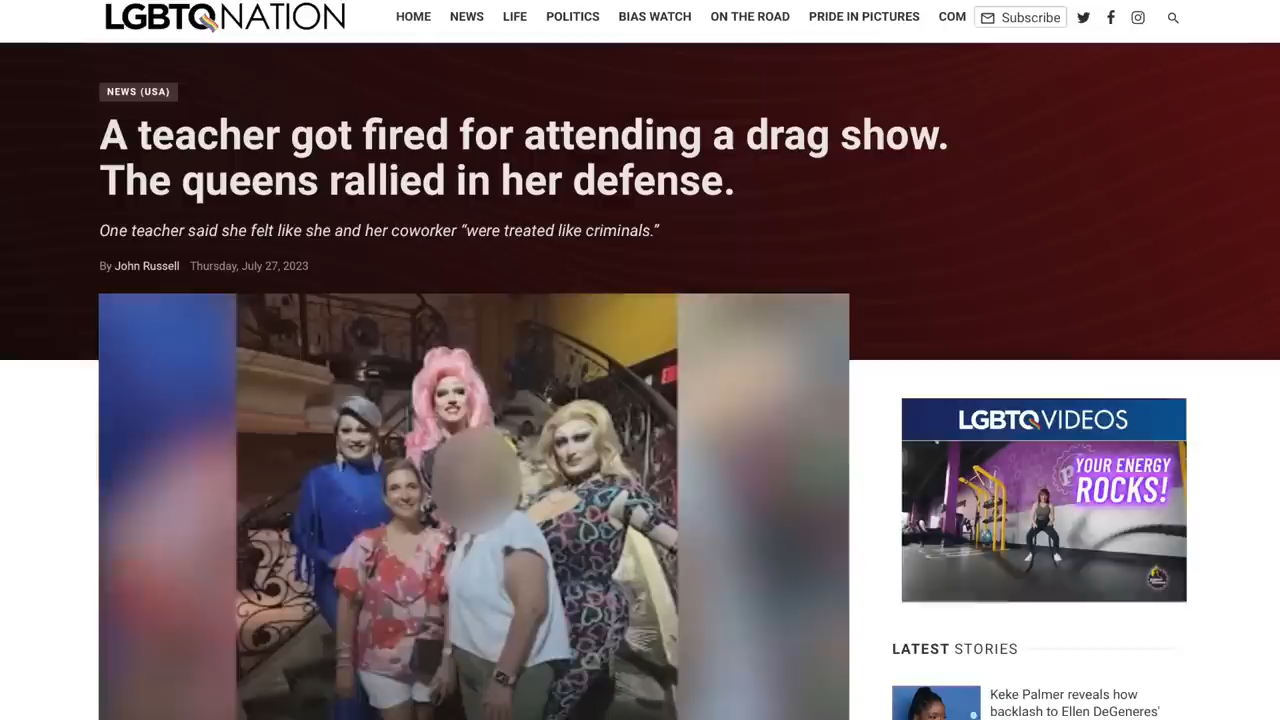 LGBTQNATION
HOME NEWS LIFE POLITICS BIAS WATCH ON THE ROAD PRIDE IN PICTURES COM Subscribe
NEWS (USA)
A teacher got fired for attending a drag show.
The queens rallied in her defense.
One teacher said she felt like she and her coworker “were treated like criminals.”
By John Russell Thursday, July 27, 2023
LGBTQVIDEOS
YOUR ENERGY
ROCKS!
LATEST STORIES
Keke Palmer reveals how
backlash to Ellen DeGeneres'